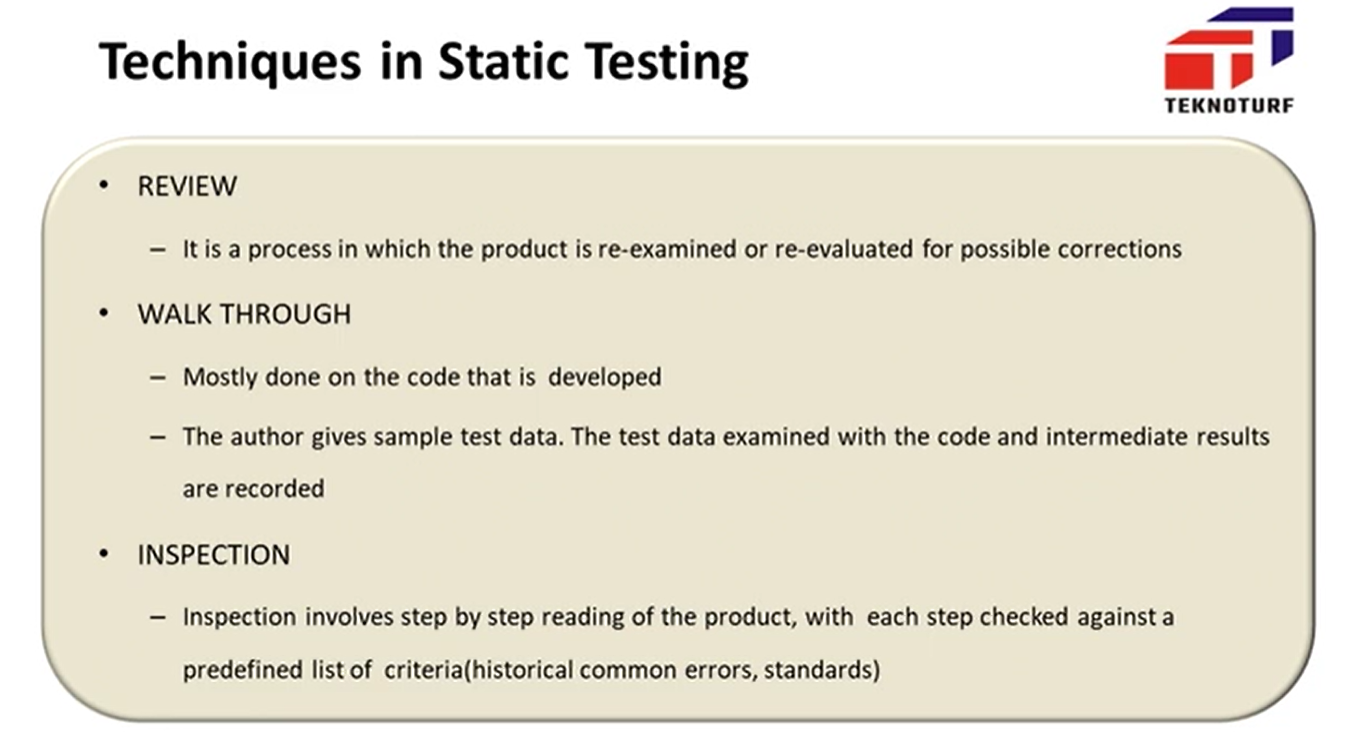 Techniques in Static Testing
TEKNOTURF
• REVIEW
– It is a process in which the product is re-examined or re-evaluated for possible corrections
• WALK THROUGH
– Mostly done on the code that is developed
– The author gives sample test data. The test data examined with the code and intermediate results
are recorded
• INSPECTION
– Inspection involves step by step reading of the product, with each step checked against a
predefined list of criteria(historical common errors, standards)